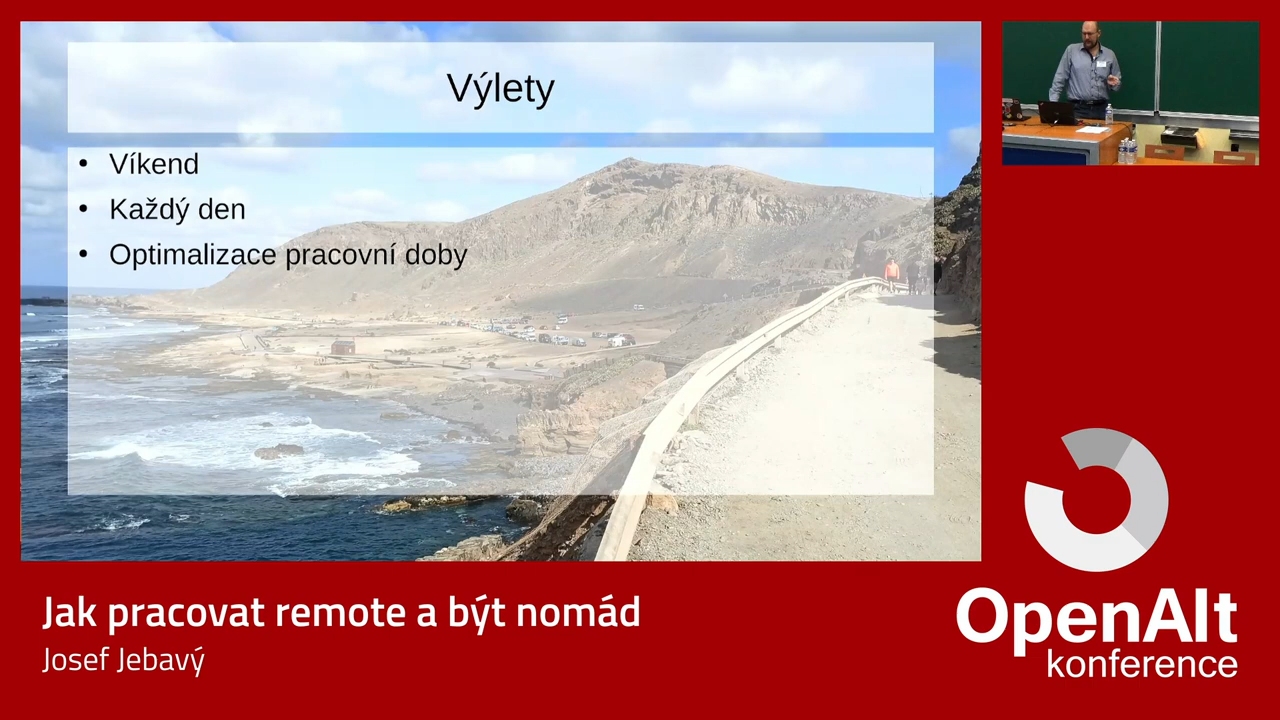 Výlety
• Víkend
• Každý den
• Optimalizace pracovní doby
Jak pracovat remote a být nomád
Josef Jebavý
OpenAlt
konference